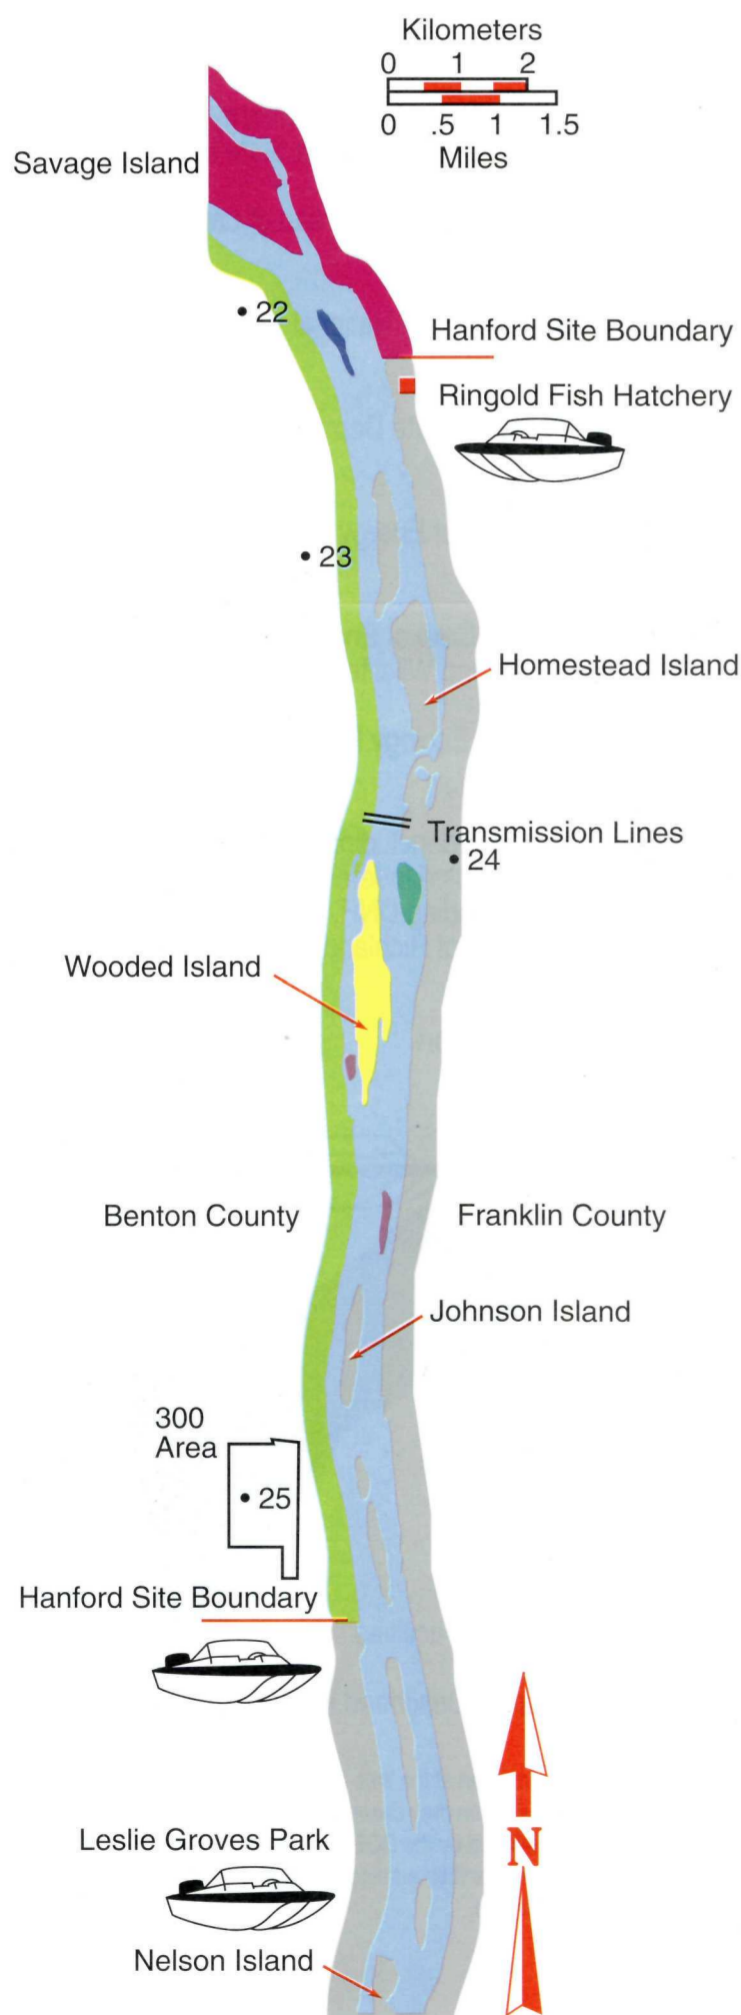 Kilometers
0 1 2
0 .5 1 1.5
Miles
Savage Island
22
Hanford Site Boundary
Ringold Fish Hatchery
23
Homestead Island
Transmission Lines
24
Wooded Island
Benton County
Franklin County
Johnson Island
300
Area
25
Hanford Site Boundary
Leslie Groves Park
N
Nelson Island